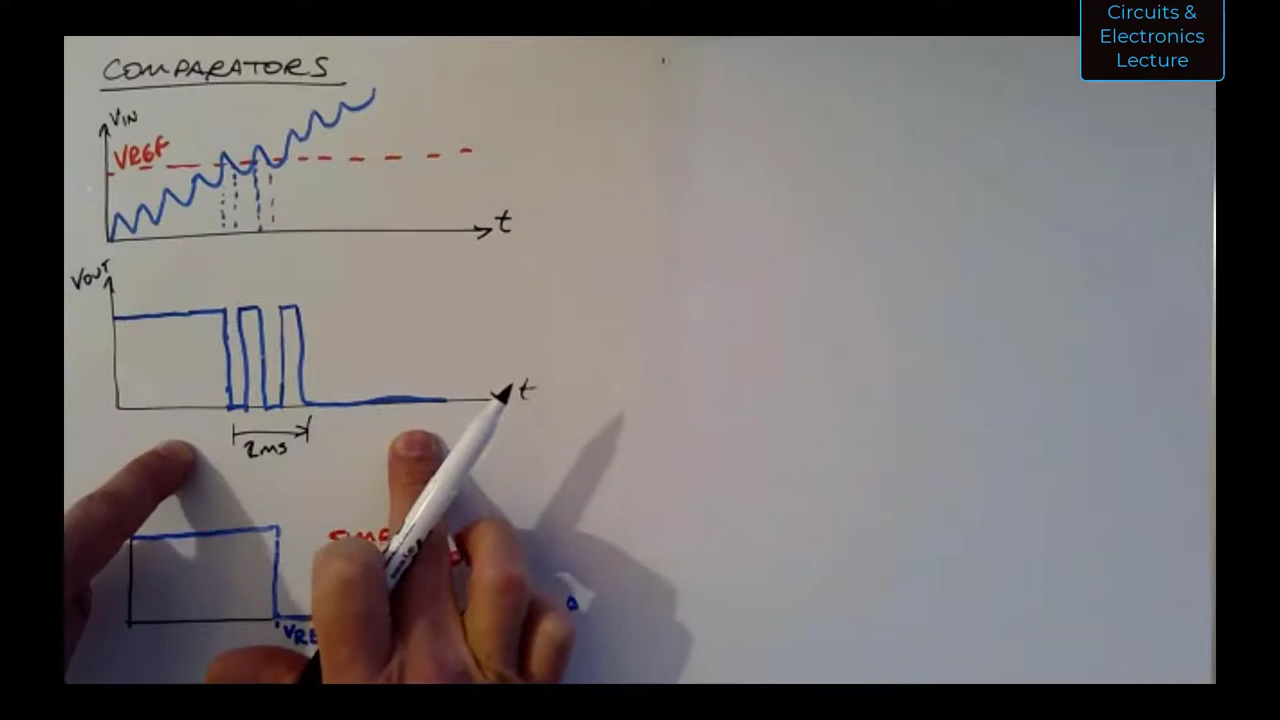 Circuits &
Electronics
Lecture
COMPARATORS
VIN
VREF
t
VOUT
t
2ms